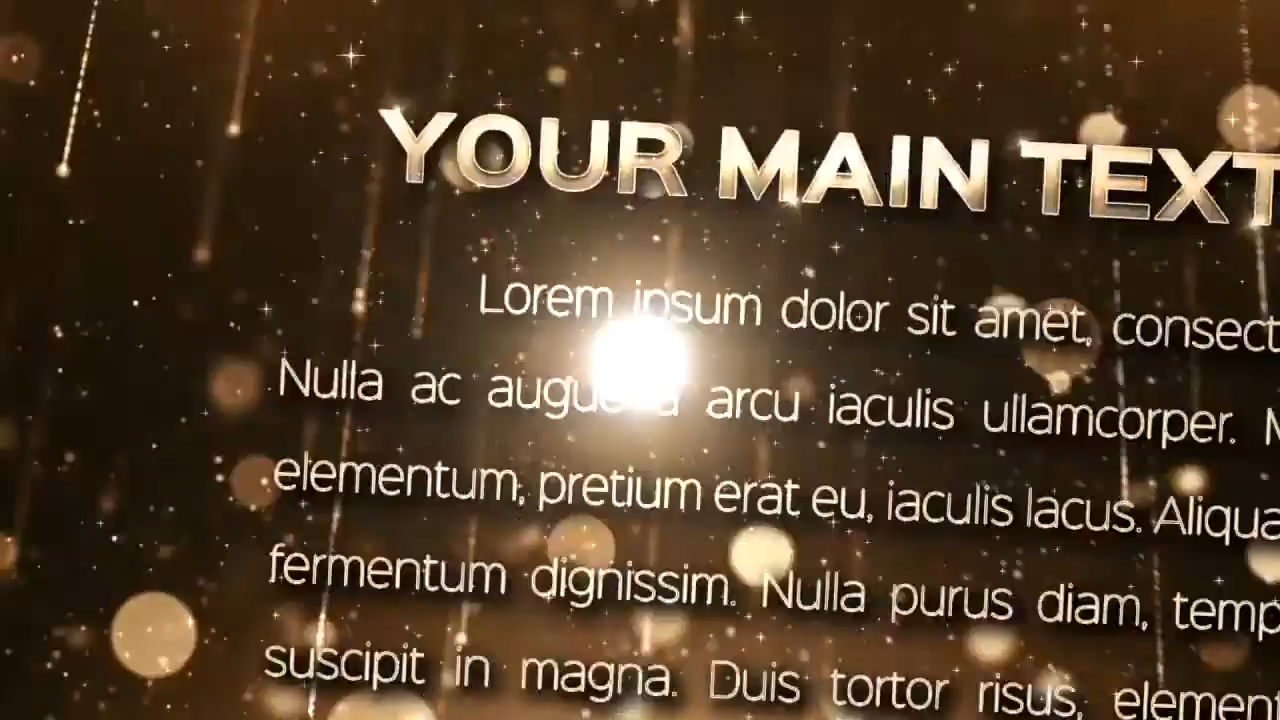 YOUR MAIN TEXT
Lorem ipsum dolor sit amet, consect
Nulla ac augue a arcu iaculis ullamcorper. M
elementum, pretium erat eu, iaculis lacus. Aliqua
fermentum dignissim. Nulla purus diam, temp
suscipit in magna. Duis tortor risus, element